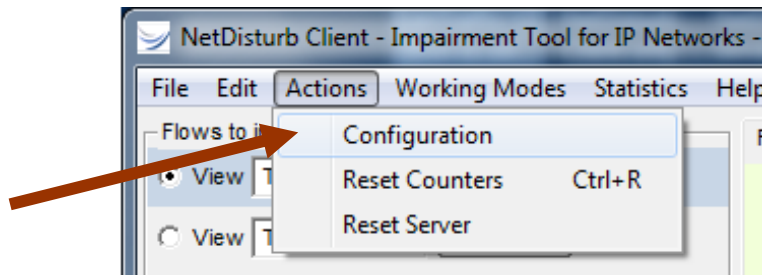 NetDisturb Client - Impairment Tool for IP Networks -
File Edit Actions Working Modes Statistics Help
Flows to i
Configuration
View T
Reset Counters Ctrl+R
Reset Server
View T